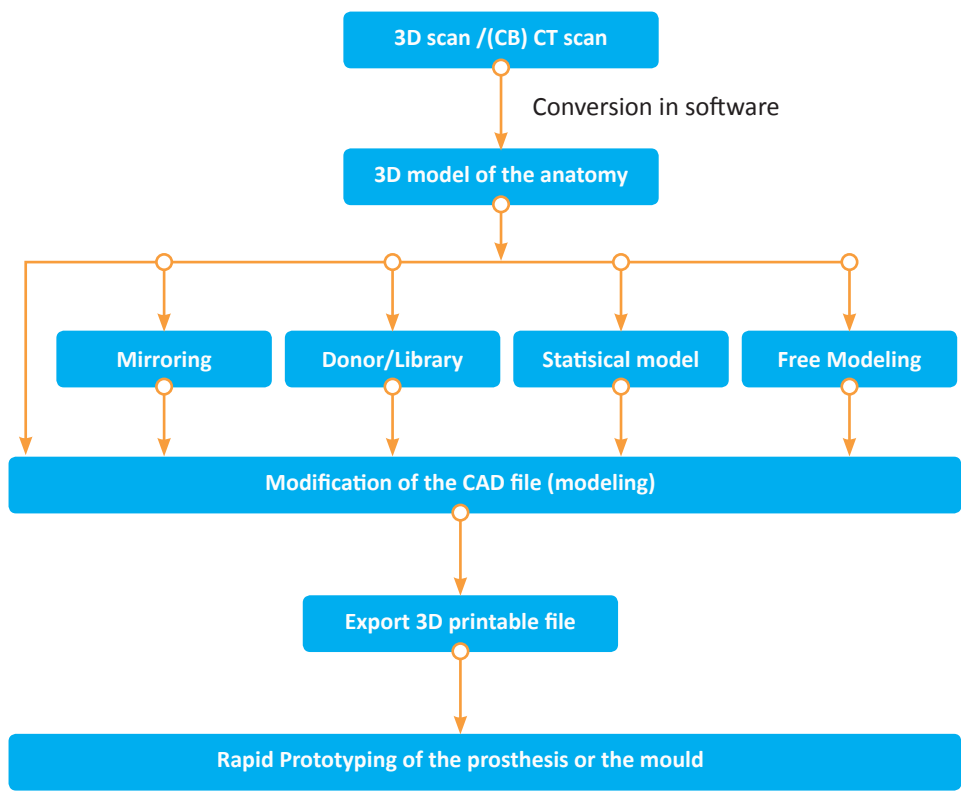 3D scan /(CB) CT scan
Conversion in software
3D model of the anatomy
Mirroring
Donor/Library
Statisical model
Free Modeling
Modification of the CAD file (modeling)
Export 3D printable file
Rapid Prototyping of the prosthesis or the mould